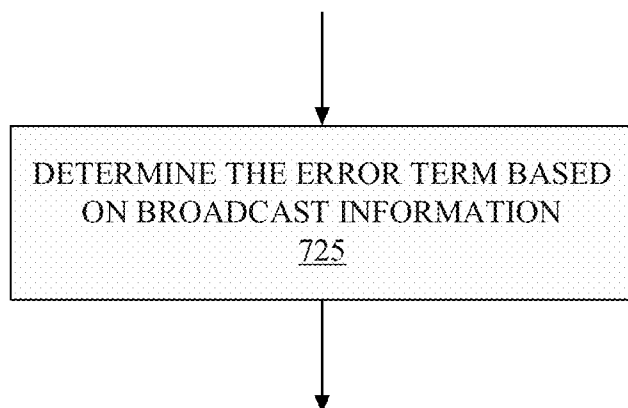 DETERMINE THE ERROR TERM BASED
ON BROADCAST INFORMATION
725